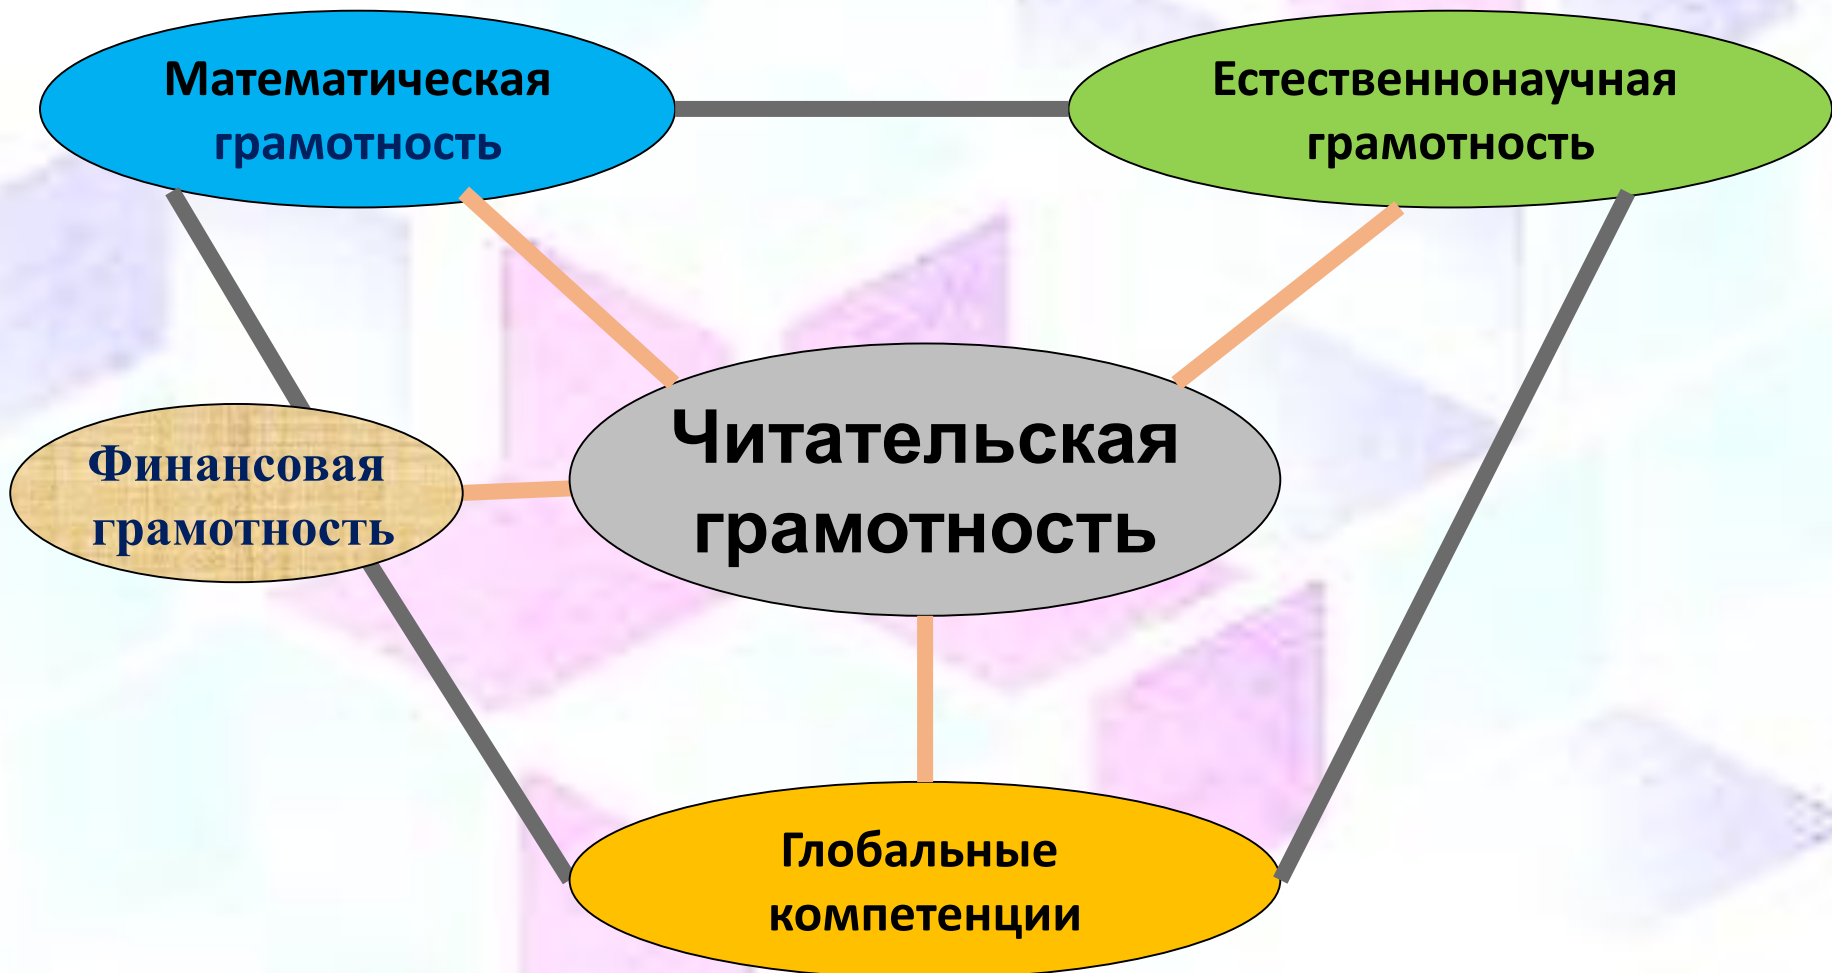 Математическая
грамотность
Естественнонаучная
грамотность
Финансовая
грамотность
Читательская
грамотность
Глобальные
компетенции